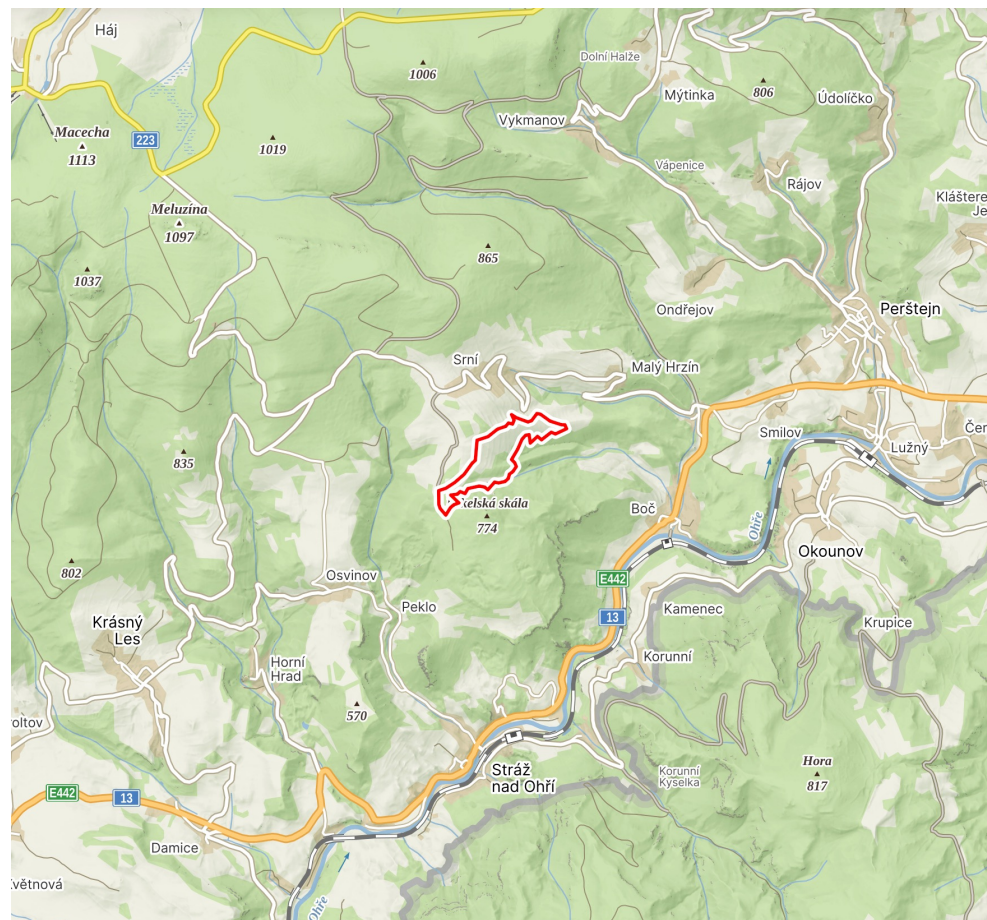 Háj
1006
Dolní Halže
Mýtinka
806
Údolíčko
Vykmanov
Macecha
1113
223
1019
Vápenice
Rájov
Meluzína
1097
865
1037
Ondřejov
Perštejn
Srní
Malý Hrzín
Smilov
Lužný
835
774
Boč
Ohře
Okounov
E442
13
802
Osvinov
Peklo
Kamenec
Krupice
Krásný
Les
Korunní
Horní
Hrad
570
Stráž
nad Ohří
Korunní
Kyselka
Hora
817
E442
13
Damice
Ohře